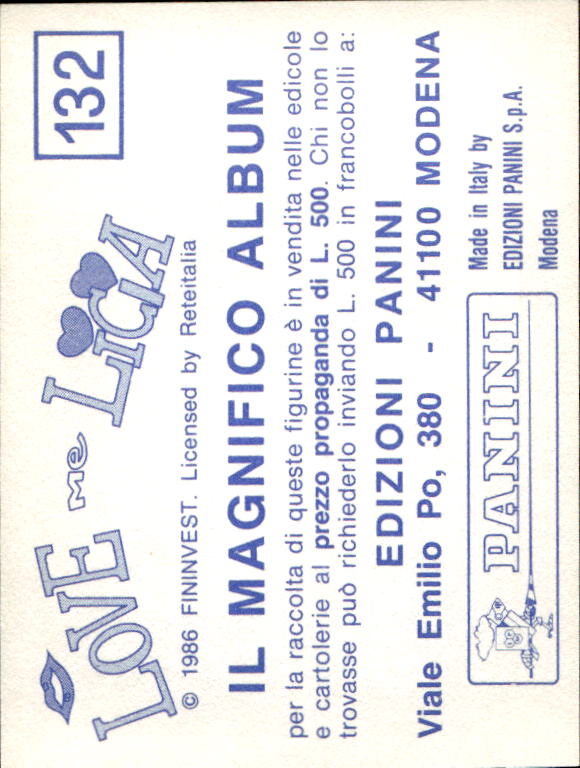 LOVE me LICIA
132
© 1986 FININVEST. Licensed by Reteitalia
IL MAGNIFICO ALBUM
per la raccolta di queste figurine è in vendita nelle edicole
e cartolerie al prezzo propaganda di L. 500. Chi non lo
trovasse può richiederlo inviando L. 500 in francobolli a:
EDIZIONI PANINI
Viale Emilio Po, 380 - 41100 MODENA
PANINI
Made in Italy by
EDIZIONI PANINI S.p.A.
Modena